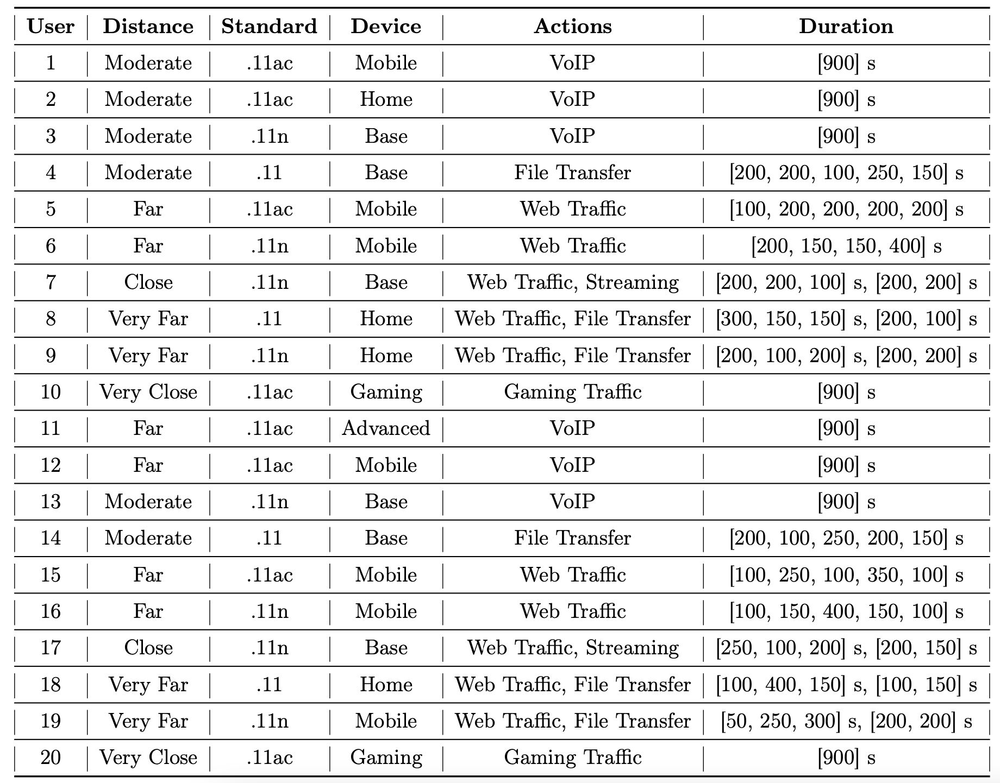 User Distance Standard Device Actions Duration
1 Moderate .11ac Mobile VoIP [900] s
2 Moderate .11ac Home VoIP [900] s
3 Moderate .11n Base VoIP [900] s
4 Moderate .11 Base File Transfer [200, 200, 100, 250, 150] s
5 Far .11ac Mobile Web Traffic [100, 200, 200, 200, 200] s
6 Far .11n Mobile Web Traffic [200, 150, 150, 400] s
7 Close .11n Base Web Traffic, Streaming [200, 200, 100] s, [200, 200] s
8 Very Far .11 Home Web Traffic, File Transfer [300, 150, 150] s, [200, 100] s
9 Very Far .11n Home Web Traffic, File Transfer [200, 100, 200] s, [200, 200] s
10 Very Close .11ac Gaming Gaming Traffic [900] s
11 Far .11ac Advanced VoIP [900] s
12 Far .11ac Mobile VoIP [900] s
13 Moderate .11n Base VoIP [900] s
14 Moderate .11 Base File Transfer [200, 100, 250, 200, 150] s
15 Far .11ac Mobile Web Traffic [100, 250, 100, 350, 100] s
16 Far .11n Mobile Web Traffic [100, 150, 400, 150, 100] s
17 Close .11n Base Web Traffic, Streaming [250, 100, 200] s, [200, 150] s
18 Very Far .11 Home Web Traffic, File Transfer [100, 400, 150] s, [100, 150] s
19 Very Far .11n Mobile Web Traffic, File Transfer [50, 250, 300] s, [200, 200] s
20 Very Close .11ac Gaming Gaming Traffic [900] s